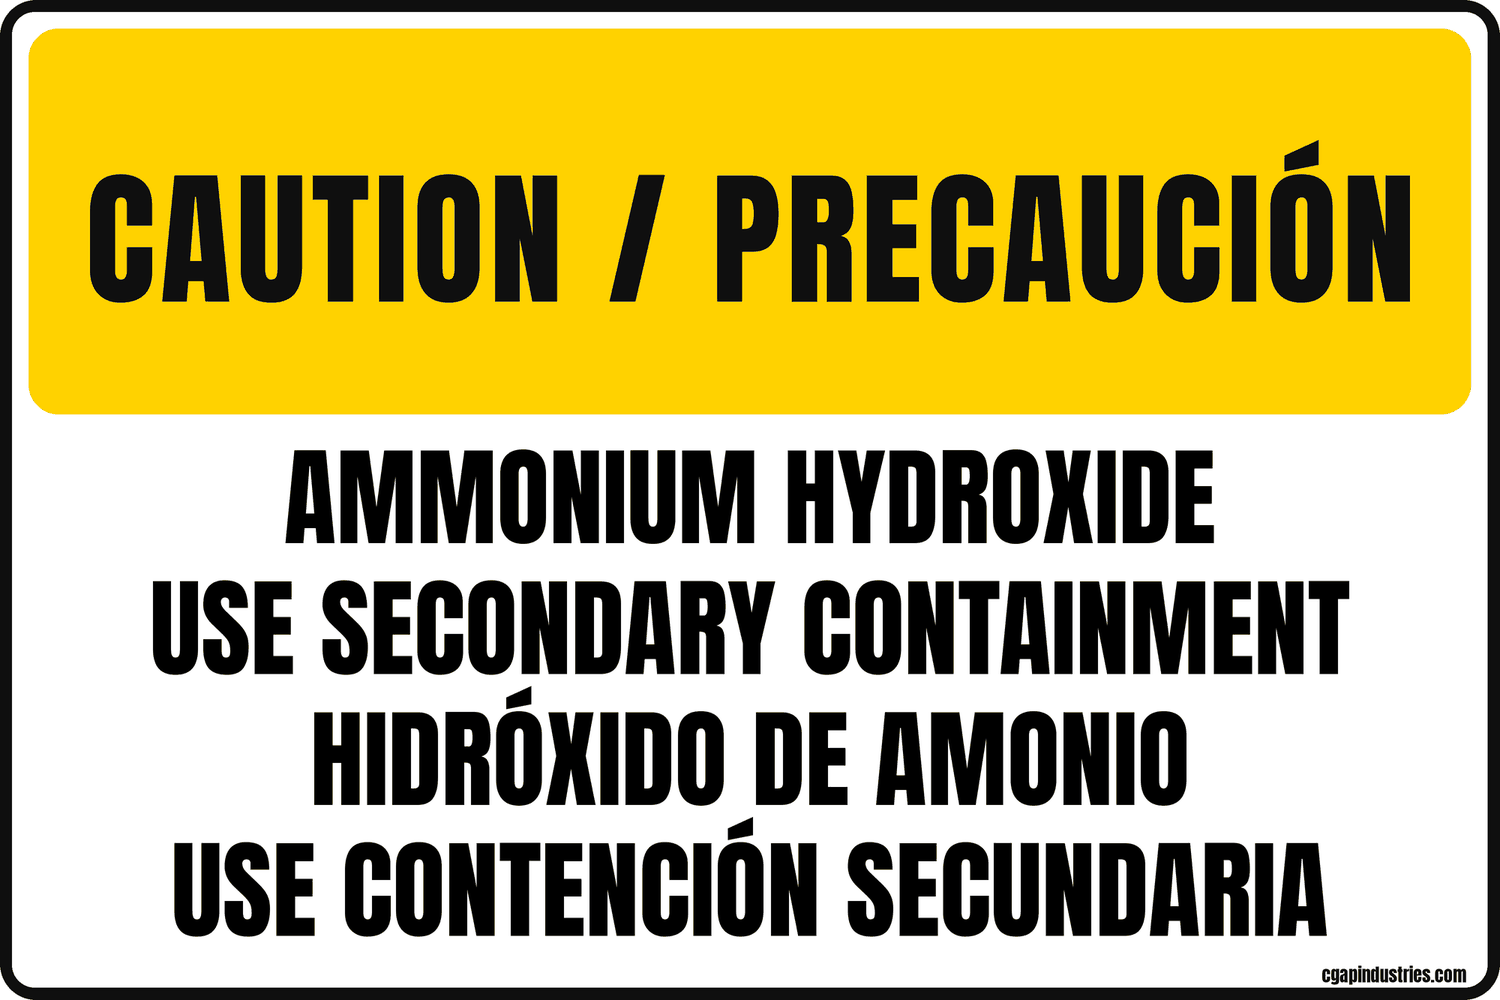 CAUTION / PRECAUCIÓN
AMMONIUM HYDROXIDE
USE SECONDARY CONTAINMENT
HIDRÓXIDO DE AMONIO
USE CONTENCIÓN SECUNDARIA
cgapindustries.com